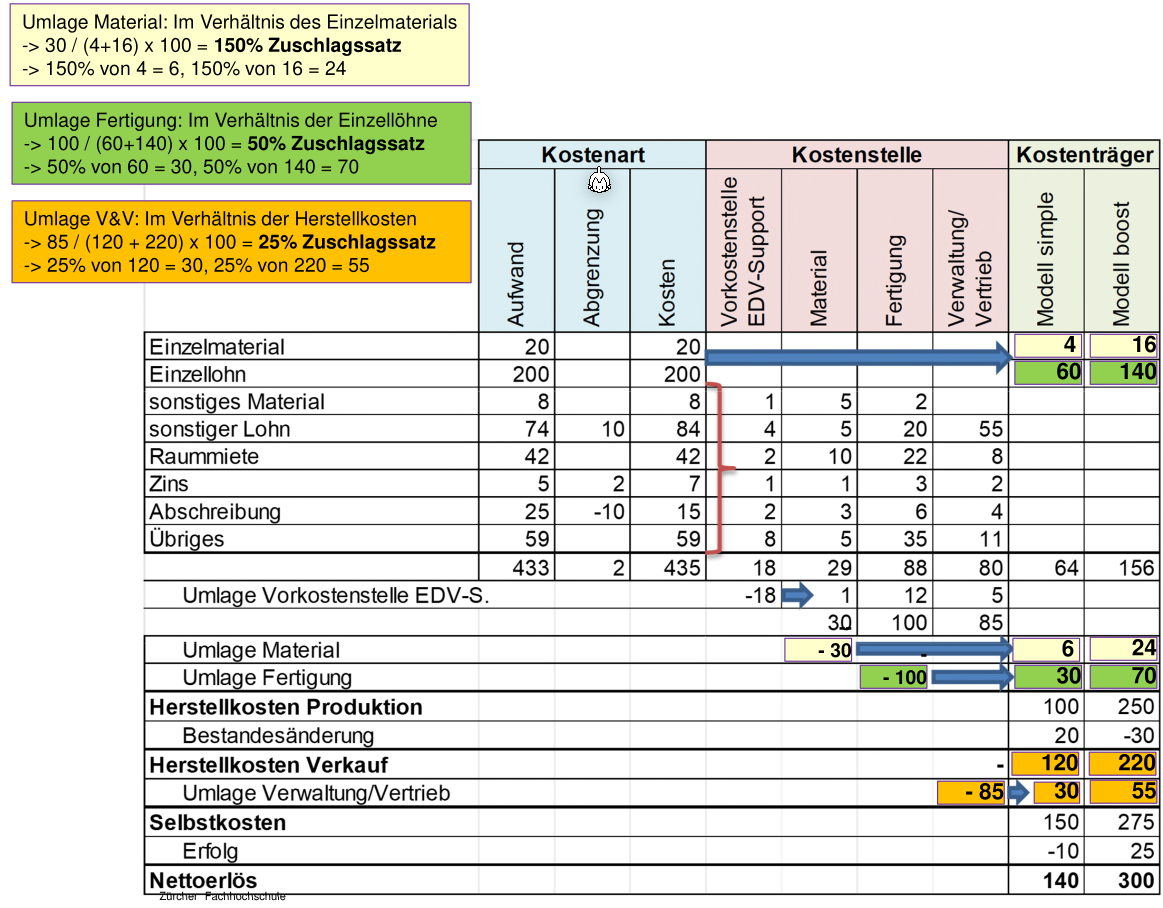 Umlage Material: Im Verhältnis des Einzelmaterials
-> 30 / (4+16) x 100 = 150% Zuschlagssatz
-> 150% von 4 = 6, 150% von 16 = 24
Umlage Fertigung: Im Verhältnis der Einzellöhne
-> 100 / (60+140) x 100 = 50% Zuschlagssatz
-> 50% von 60 = 30, 50% von 140 = 70
Umlage V&V: Im Verhältnis der Herstellkosten
-> 85 / (120 + 220) x 100 = 25% Zuschlagssatz
-> 25% von 120 = 30, 25% von 220 = 55
Kostenart Kostenstelle Kostenträger
Aufwand
Abgrenzung
Kosten
Vorkostenstelle
EDV-Support
Material
Fertigung
Verwaltung/
Vertrieb
Modell simple
Modell boost
Einzelmaterial 20 20 4 16
Einzellohn 200 200 60 140
sonstiges Material 8 8 1 5 2
sonstiger Lohn 74 10 84 4 5 20 55
Raummiete 42 42 2 10 22 8
Zins 5 2 7 1 1 3 2
Abschreibung 25 -10 15 2 3 6 4
Übriges 59 59 8 5 35 11
433 2 435 18 29 88 80 64 156
Umlage Vorkostenstelle EDV-S. -18 1 12 5
30 100 85
Umlage Material - 30 - 6 24
Umlage Fertigung - 100 30 70
Herstellkosten Produktion 100 250
Bestandesänderung 20 -30
Herstellkosten Verkauf - 120 220
Umlage Verwaltung/Vertrieb - 85 30 55
Selbstkosten 150 275
Erfolg -10 25
Nettoerlös 140 300
Zürcher Fachhochschule